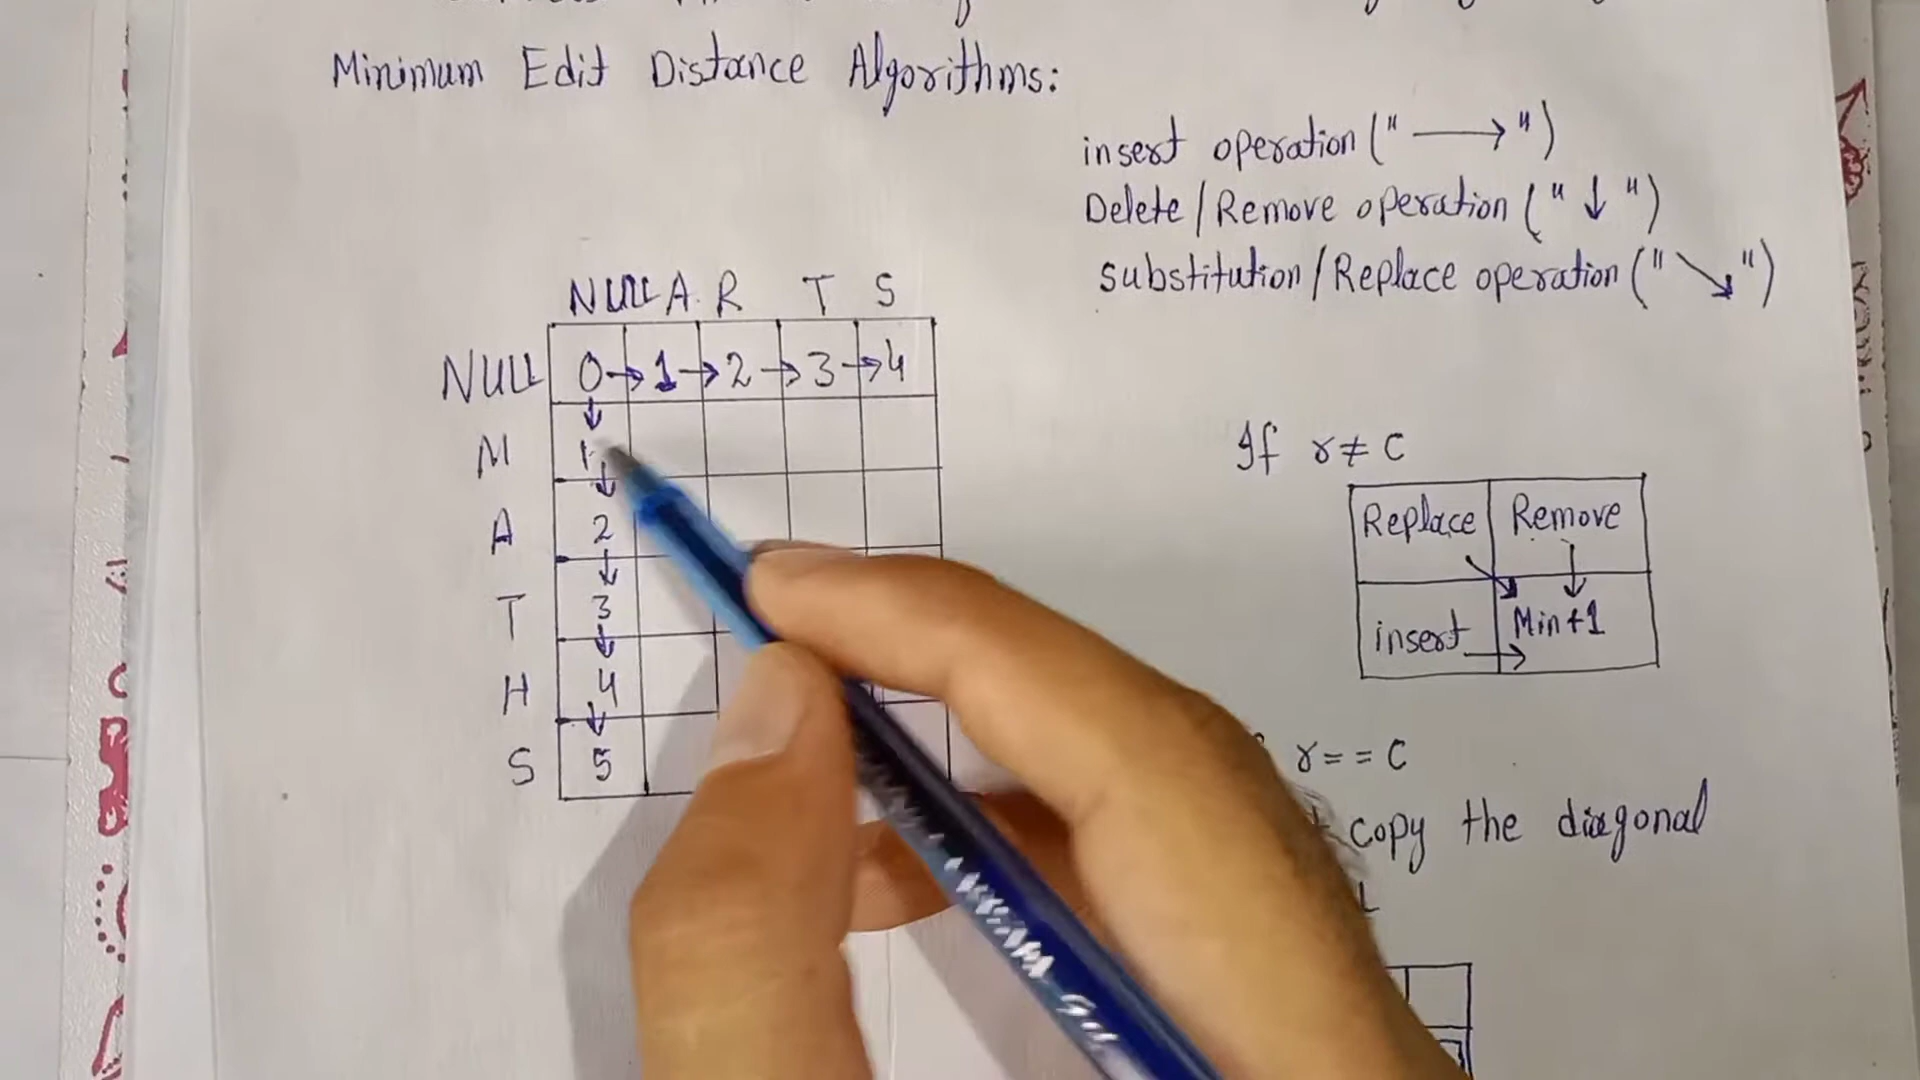 Minimum Edit Distance Algorithms:
insert operation (" → ")
Delete/Remove operation (" ↓ ")
Substitution/Replace operation (" ↘ ")
NULL A R T S
NULL 0 → 1 → 2 → 3 → 4
↓
M 1
↓
A 2
↓
T 3
↓
H 4
↓
S 5
If r ≠ c
Replace Remove
insert → Min+1
r == c
copy the diagonal